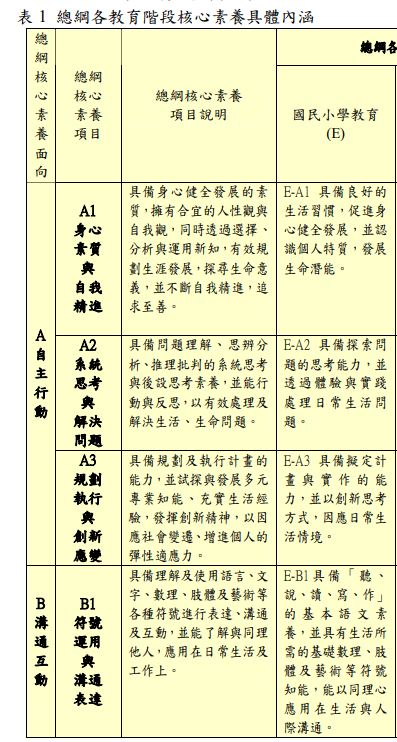 表 1 總綱各教育階段核心素養具體內涵
總
綱
核
心
素
養
面
向
總綱
核心
素養
項目
總綱核心素養
項目說明
總綱各
國民小學教育
(E)
A
自
主
行
動
A1
身心
素質
與
自我
精進
具備身心健全發展的素
質，擁有合宜的人性觀與
自我觀，同時透過選擇、
分析與運用新知，有效規
劃生涯發展，探尋生命意
義，並不斷自我精進，追
求至善。
E-A1 具備良好的
生活習慣，促進身
心健全發展，並認
識個人特質，發展
生命潛能。
A2
系統
思考
與
解決
問題
具備問題理解、思辨分
析、推理批判的系統思考
與後設思考素養，並能行
動與反思，以有效處理及
解決生活、生命問題。
E-A2 具備探索問
題的思考能力，並
透過體驗與實踐
處理日常生活問
題。
A3
規劃
執行
與
創新
應變
具備規劃及執行計畫的
能力，並試探與發展多元
專業知能、充實生活經
驗，發揮創新精神，以因
應社會變遷、增進個人的
彈性適應力。
E-A3 具備擬定計
畫與實作的能
力，並以創新思考
方式，因應日常生
活情境。
B
溝
通
互
動
B1
符號
運用
與
溝通
表達
具備理解及使用語言、文
字、數理、肢體及藝術等
各種符號進行表達、溝通
及互動，並能了解與同理
他人，應用在日常生活及
工作上。
E-B1 具備「聽、
說、讀、寫、作」
的基本語文素
養，並具有生活所
需的基礎數理、肢
體及藝術等符號
知能，能以同理心
應用在生活與人
際溝通。